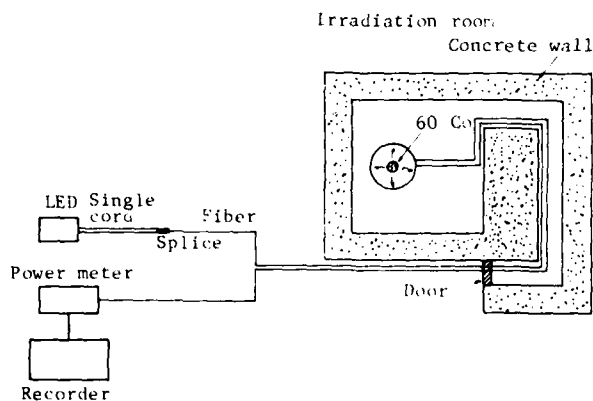 Irradiation room
Concrete wall
60 Co
LED Single cord
Fiber
Splice
Power meter
Door
Recorder